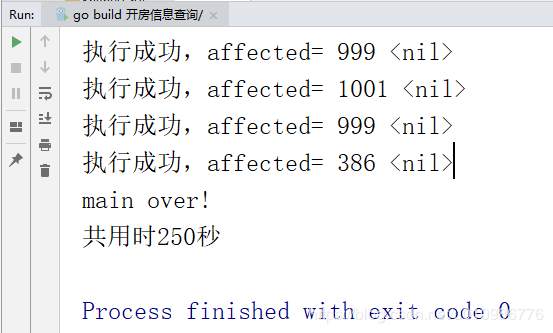 Run: go build 开房信息查询/ ×
执行成功, affected= 999 <nil>
执行成功, affected= 1001 <nil>
执行成功, affected= 999 <nil>
执行成功, affected= 386 <nil>
main over!
共用时250秒
Process finished with exit code 0